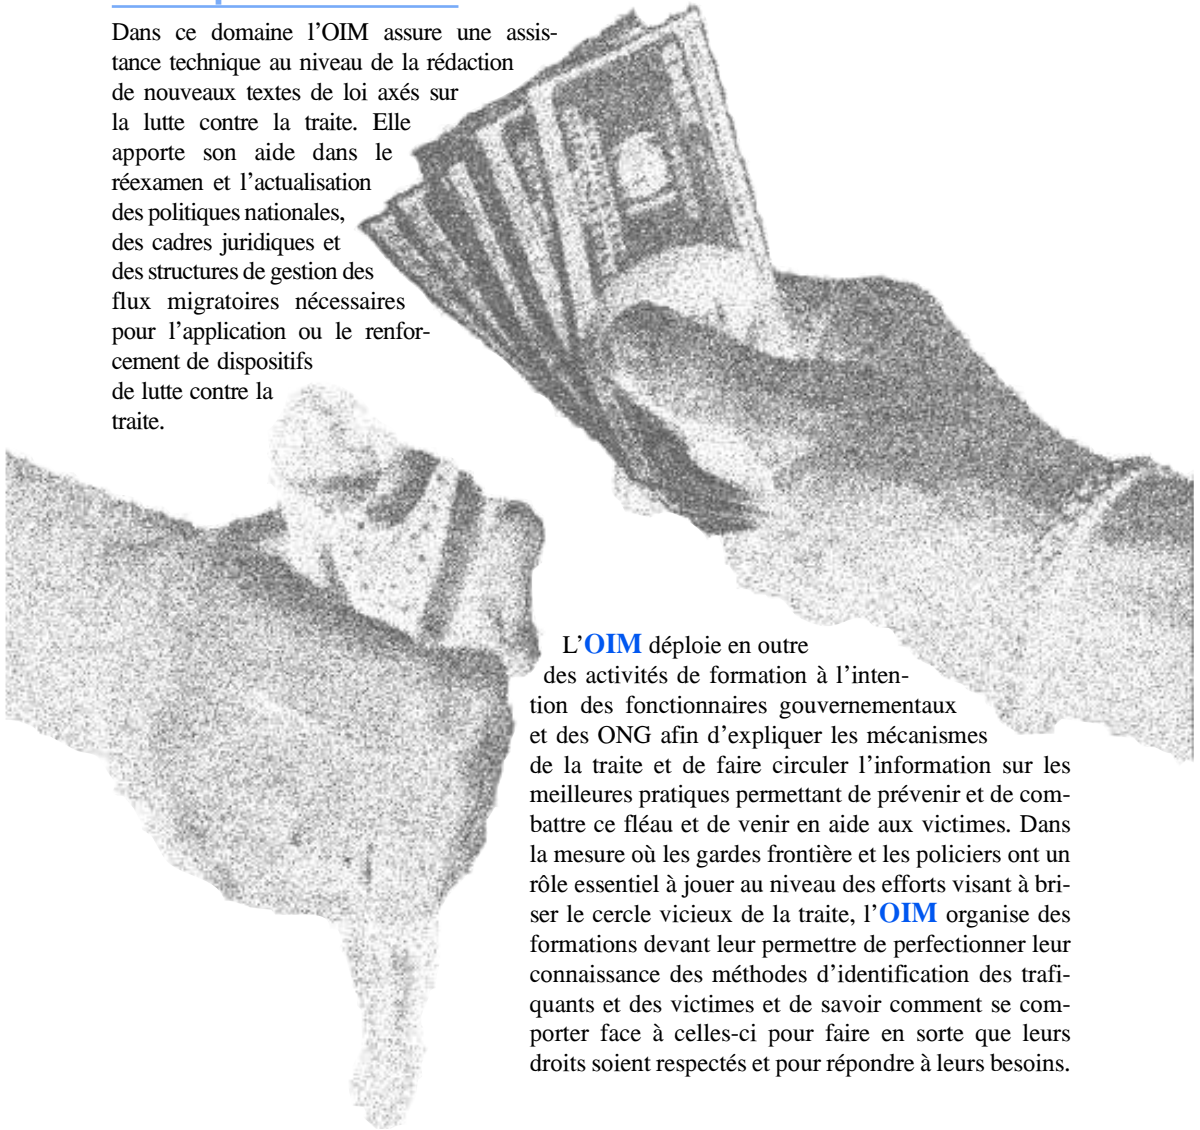 Dans ce domaine l’OIM assure une assis-
tance technique au niveau de la rédaction
de nouveaux textes de loi axés sur
la lutte contre la traite. Elle
apporte son aide dans le
réexamen et l’actualisation
des politiques nationales,
des cadres juridiques et
des structures de gestion des
flux migratoires nécessaires
pour l’application ou le renfor-
cement de dispositifs
de lutte contre la
traite.
L’OIM déploie en outre
des activités de formation à l’inten-
tion des fonctionnaires gouvernementaux
et des ONG afin d’expliquer les mécanismes
de la traite et de faire circuler l’information sur les
meilleures pratiques permettant de prévenir et de com-
battre ce fléau et de venir en aide aux victimes. Dans
la mesure où les gardes frontière et les policiers ont un
rôle essentiel à jouer au niveau des efforts visant à bri-
ser le cercle vicieux de la traite, l’OIM organise des
formations devant leur permettre de perfectionner leur
connaissance des méthodes d’identification des trafi-
quants et des victimes et de savoir comment se com-
porter face à celles-ci pour faire en sorte que leurs
droits soient respectés et pour répondre à leurs besoins.